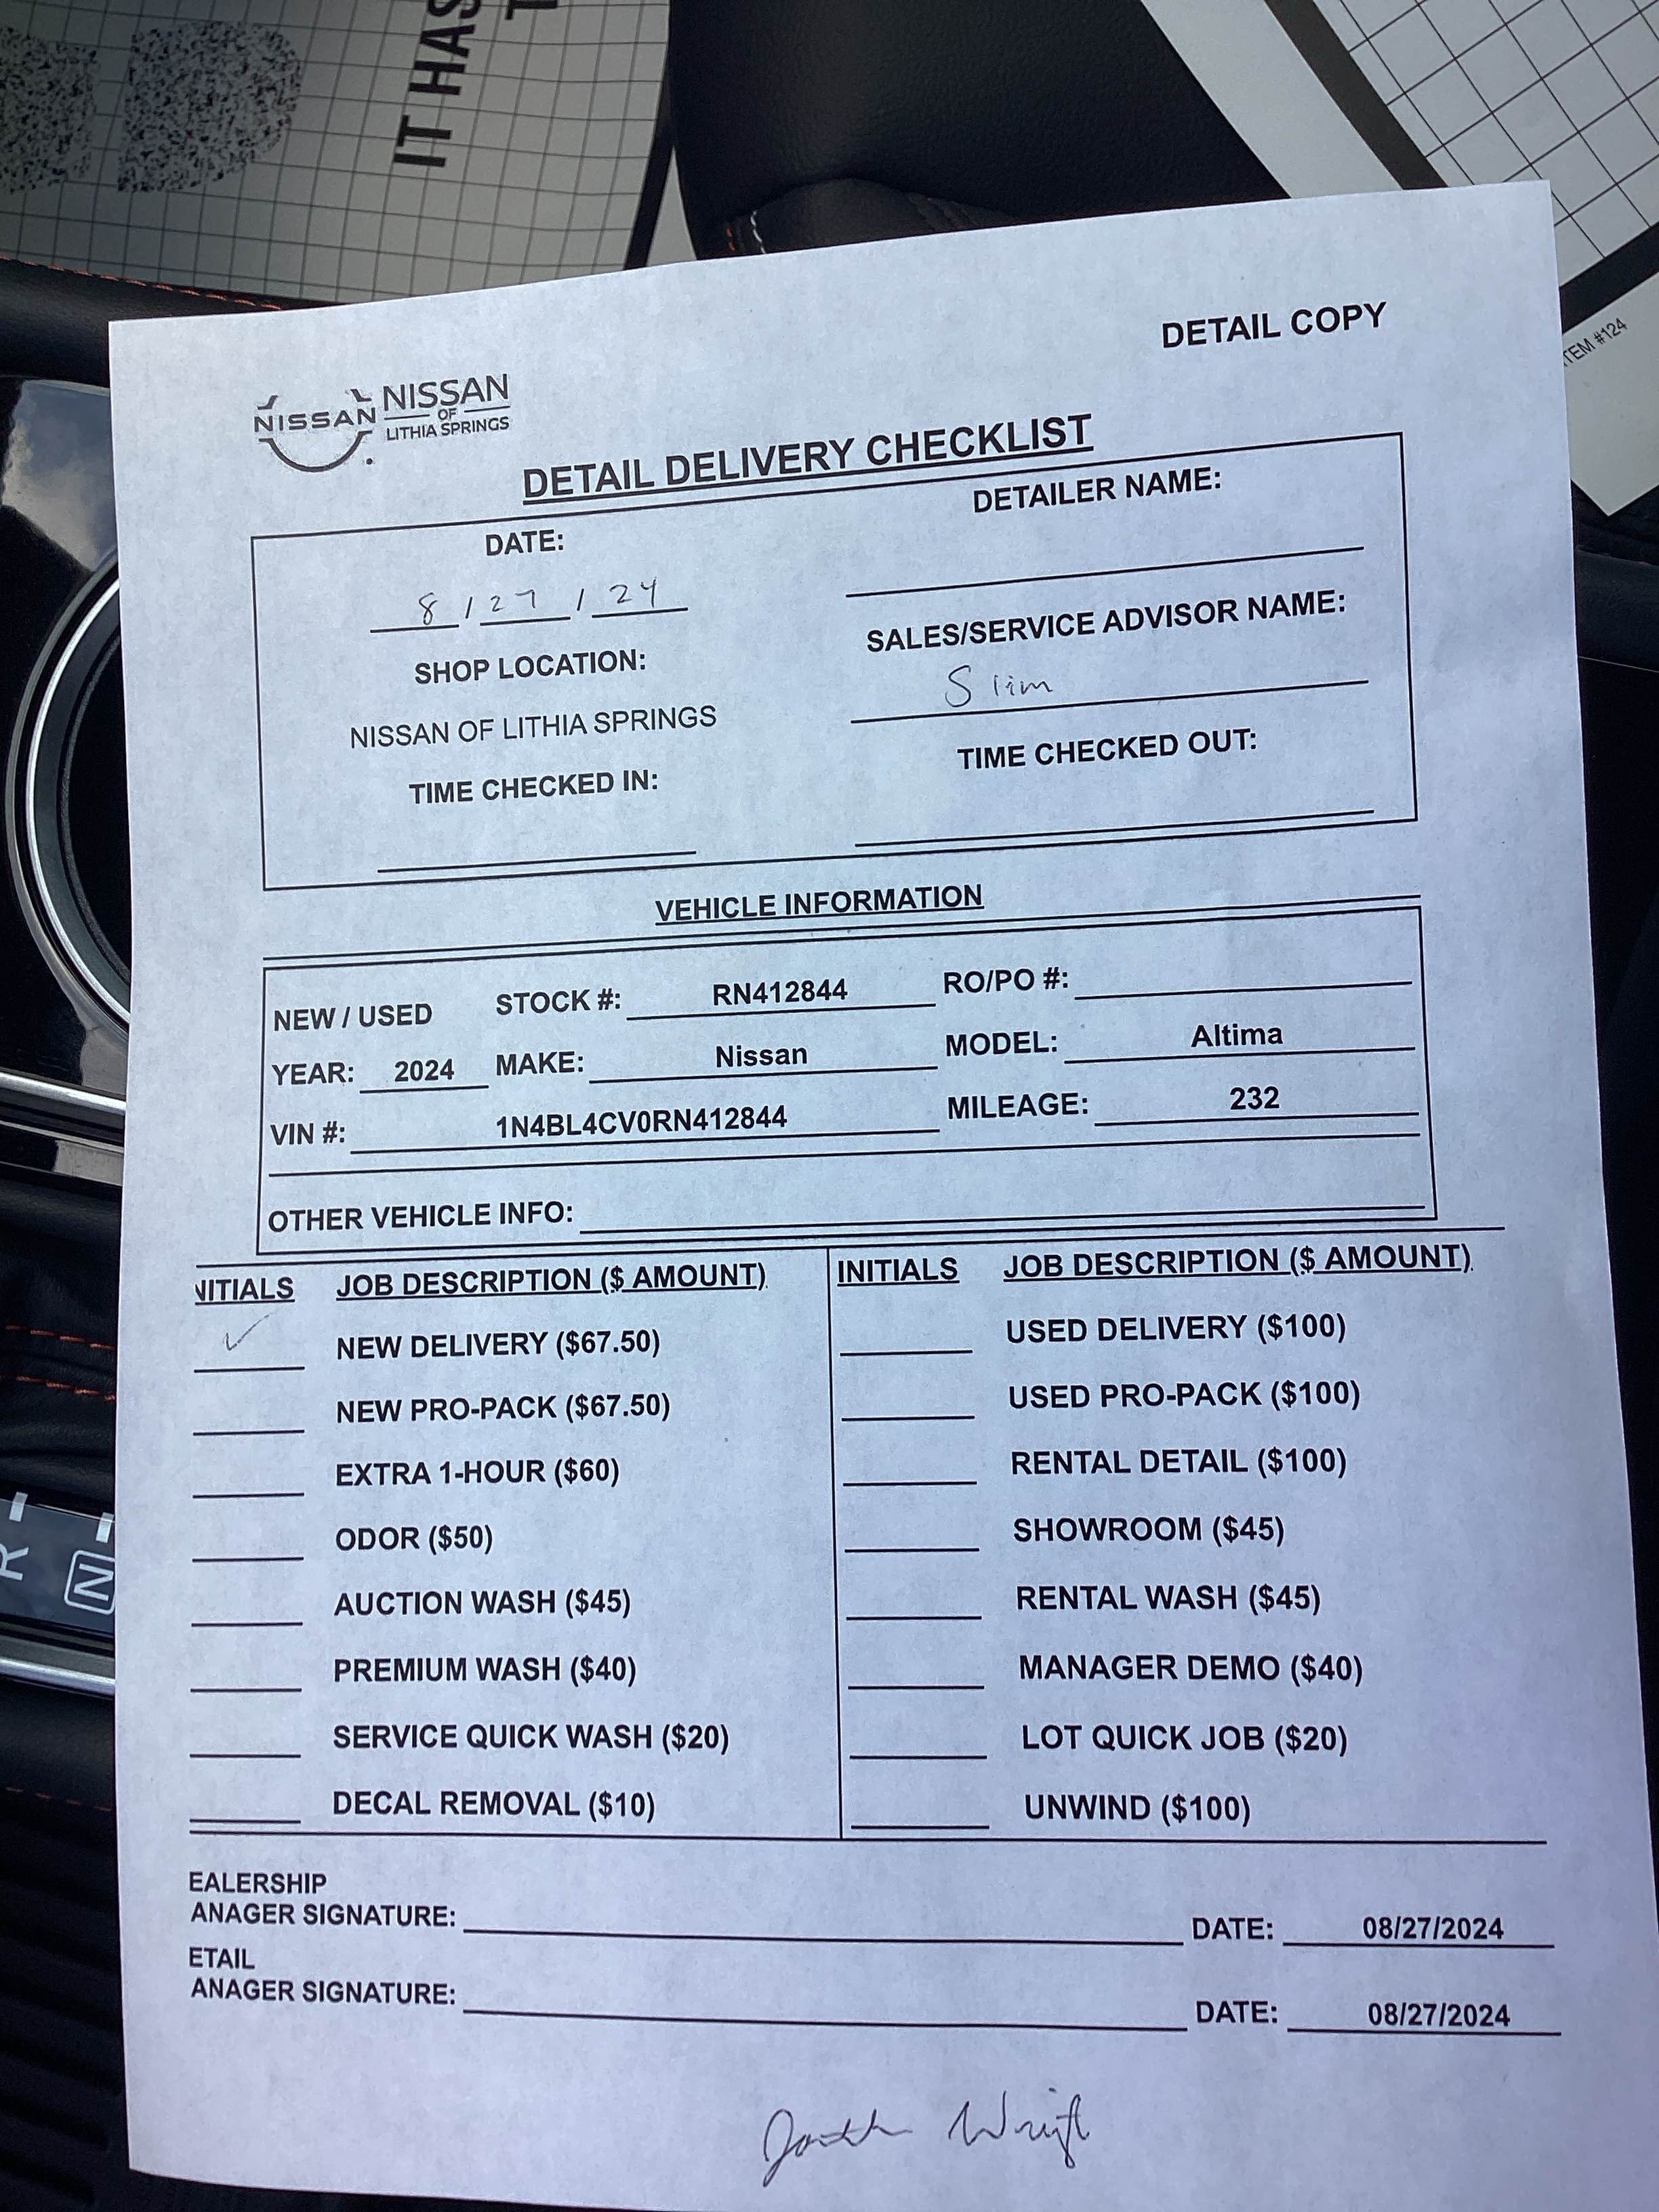 IT HAS
T
TEM #124
DETAIL COPY
NISSAN NISSAN
OF
LITHIA SPRINGS
DETAIL DELIVERY CHECKLIST
DATE:
8 / 27 / 24
DETAILER NAME:
SHOP LOCATION:
NISSAN OF LITHIA SPRINGS
SALES/SERVICE ADVISOR NAME:
Slim
TIME CHECKED IN:
TIME CHECKED OUT:
VEHICLE INFORMATION
NEW / USED STOCK #: RN412844 RO/PO #:
YEAR: 2024 MAKE: Nissan MODEL: Altima
VIN #: 1N4BL4CV0RN412844 MILEAGE: 232
OTHER VEHICLE INFO:
NITIALS JOB DESCRIPTION ($ AMOUNT) INITIALS JOB DESCRIPTION ($ AMOUNT)
✓ NEW DELIVERY ($67.50) USED DELIVERY ($100)
NEW PRO-PACK ($67.50) USED PRO-PACK ($100)
EXTRA 1-HOUR ($60) RENTAL DETAIL ($100)
ODOR ($50) SHOWROOM ($45)
AUCTION WASH ($45) RENTAL WASH ($45)
PREMIUM WASH ($40) MANAGER DEMO ($40)
SERVICE QUICK WASH ($20) LOT QUICK JOB ($20)
DECAL REMOVAL ($10) UNWIND ($100)
EALERSHIP
ANAGER SIGNATURE: DATE: 08/27/2024
ETAIL
ANAGER SIGNATURE: DATE: 08/27/2024
R
N